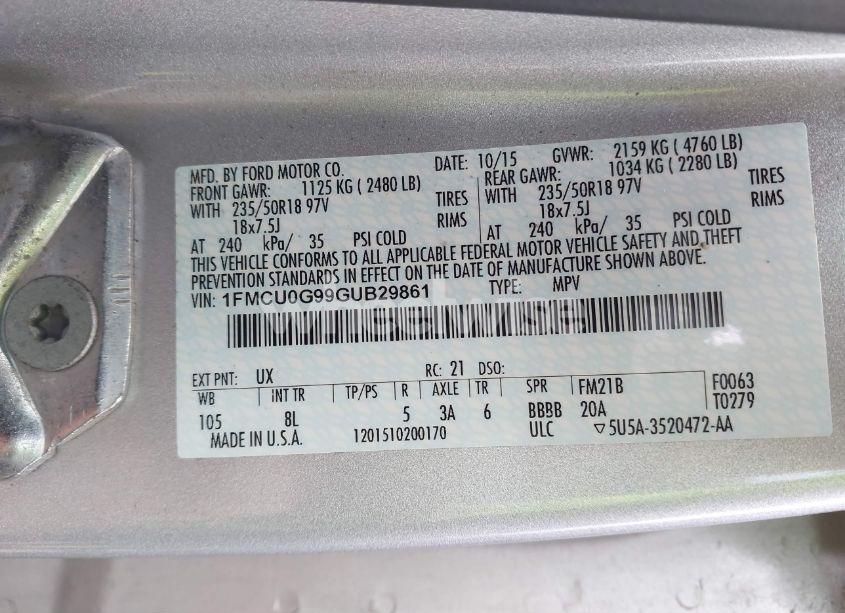 MFD. BY FORD MOTOR CO. DATE: 10/15 GVWR: 2159 KG ( 4760 LB)
FRONT GAWR: 1125 KG ( 2480 LB) REAR GAWR: 1034 KG ( 2280 LB)
WITH 235/50R18 97V TIRES WITH 235/50R18 97V TIRES
18x7.5J RIMS 18x7.5J RIMS
AT 240 kPa/ 35 PSI COLD AT 240 kPa/ 35 PSI COLD
THIS VEHICLE CONFORMS TO ALL APPLICABLE FEDERAL MOTOR VEHICLE SAFETY AND THEFT
PREVENTION STANDARDS IN EFFECT ON THE DATE OF MANUFACTURE SHOWN ABOVE.
VIN: 1FMCU0G99GUB29861 TYPE: MPV
EXT PNT: UX RC: 21 DSO:
WB INT TR TP/PS R AXLE TR SPR FM21B F0063
105 8L 5 3A 6 BBBB 20A T0279
MADE IN U.S.A. 1201510200170 ULC ▽5U5A-3520472-AA